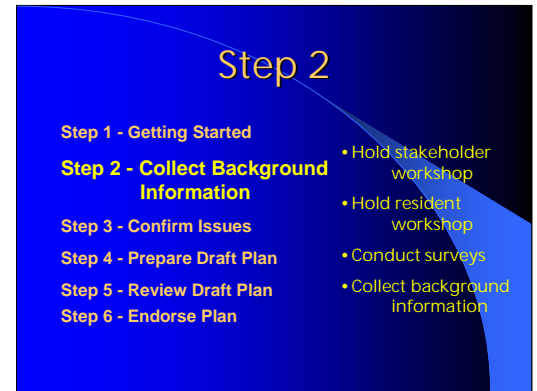 Step 2
Step 1 - Getting Started
Step 2 - Collect Background
Information
Step 3 - Confirm Issues
Step 4 - Prepare Draft Plan
Step 5 - Review Draft Plan
Step 6 - Endorse Plan
• Hold stakeholder
workshop
• Hold resident
workshop
• Conduct surveys
• Collect background
information